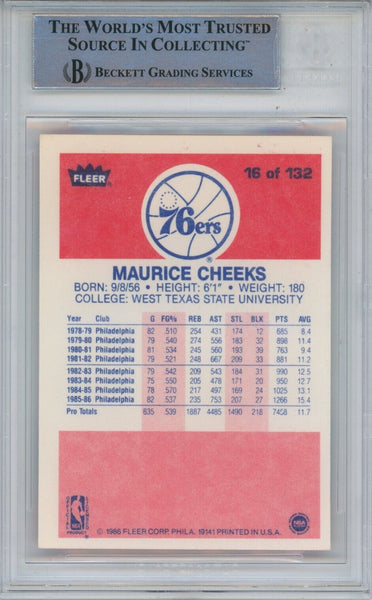 THE WORLD'S MOST TRUSTED
SOURCE IN COLLECTING™
B BECKETT GRADING SERVICES
FLEER®
16 of 132
76ers®
MAURICE CHEEKS
BORN: 9/8/56 • HEIGHT: 6'1" • WEIGHT: 180
COLLEGE: WEST TEXAS STATE UNIVERSITY
Year Club G FG% REB AST STL BLK PTS AVG
1978-79 Philadelphia 82 .510 254 431 174 12 685 8.4
1979-80 Philadelphia 79 .540 274 556 183 32 898 11.4
1980-81 Philadelphia 81 .534 245 560 193 39 763 9.4
1981-82 Philadelphia 79 .521 248 667 209 33 881 11.2
1982-83 Philadelphia 79 .542 209 543 184 31 990 12.5
1983-84 Philadelphia 75 .550 205 478 171 20 950 12.7
1984-85 Philadelphia 78 .570 217 497 169 24 1025 13.1
1985-86 Philadelphia 82 .537 235 753 207 27 1266 15.4
Pro Totals 635 .539 1887 4485 1490 218 7458 11.7
NBA
PRODUCT
© 1986 FLEER CORP. PHILA. 19141 PRINTED IN U.S.A.